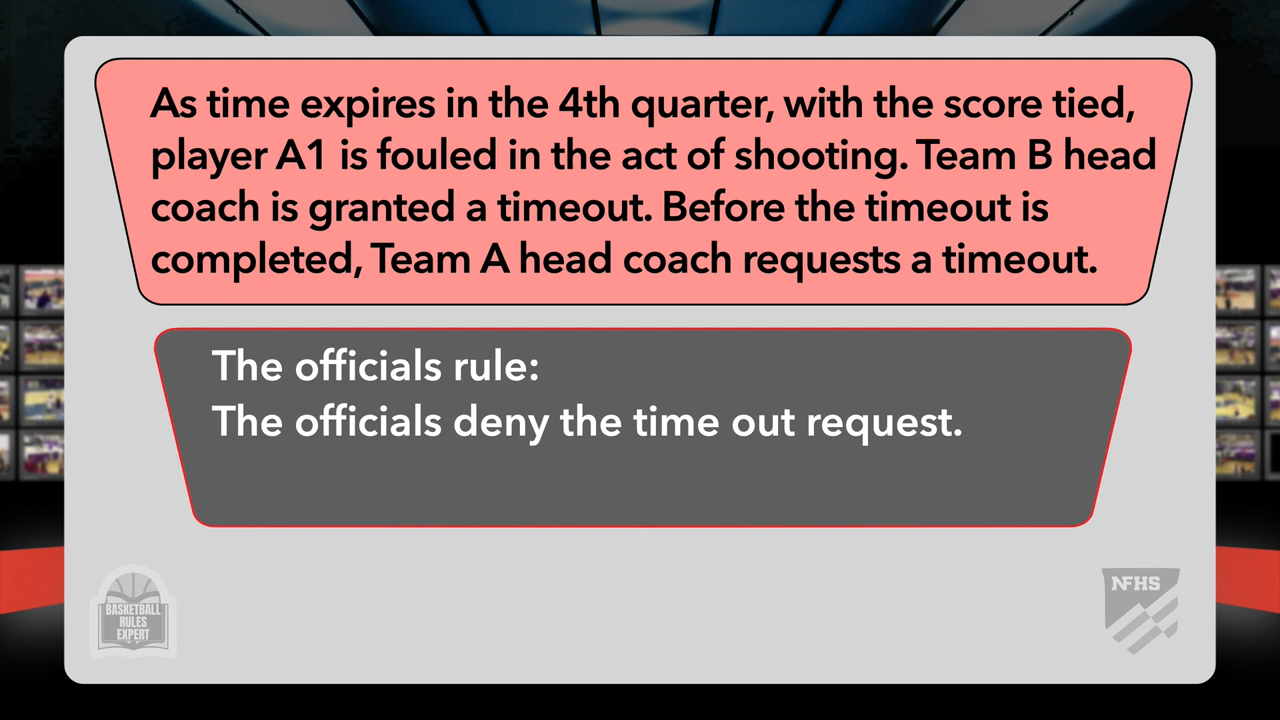 As time expires in the 4th quarter, with the score tied,
player A1 is fouled in the act of shooting. Team B head
coach is granted a timeout. Before the timeout is
completed, Team A head coach requests a timeout.
The officials rule:
The officials deny the time out request.
BASKETBALL
RULES
EXPERT
NFHS